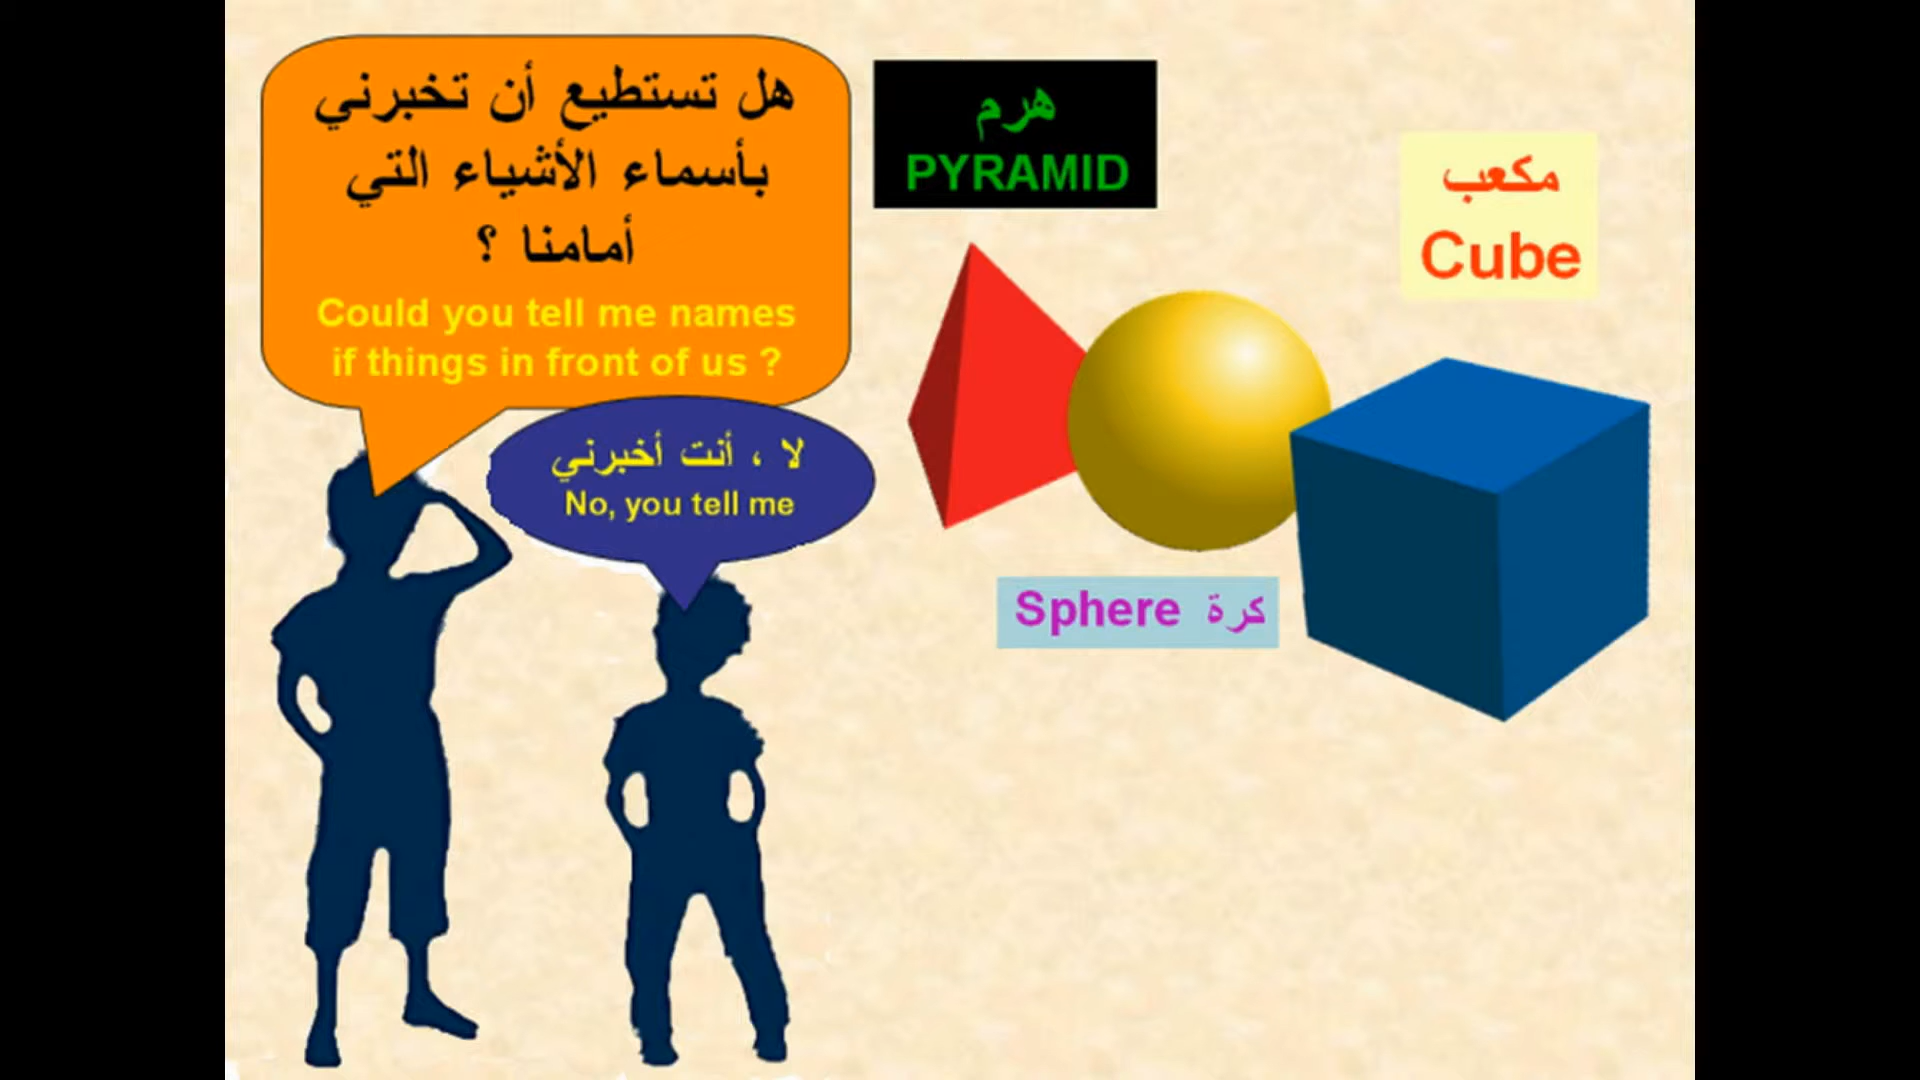 هل تستطيع أن تخبرني
بأسماء الأشياء التي
أمامنا ؟
Could you tell me names
if things in front of us ?
لا ، أنت أخبرني
No, you tell me
هرم
PYRAMID
مكعب
Cube
Sphere كرة